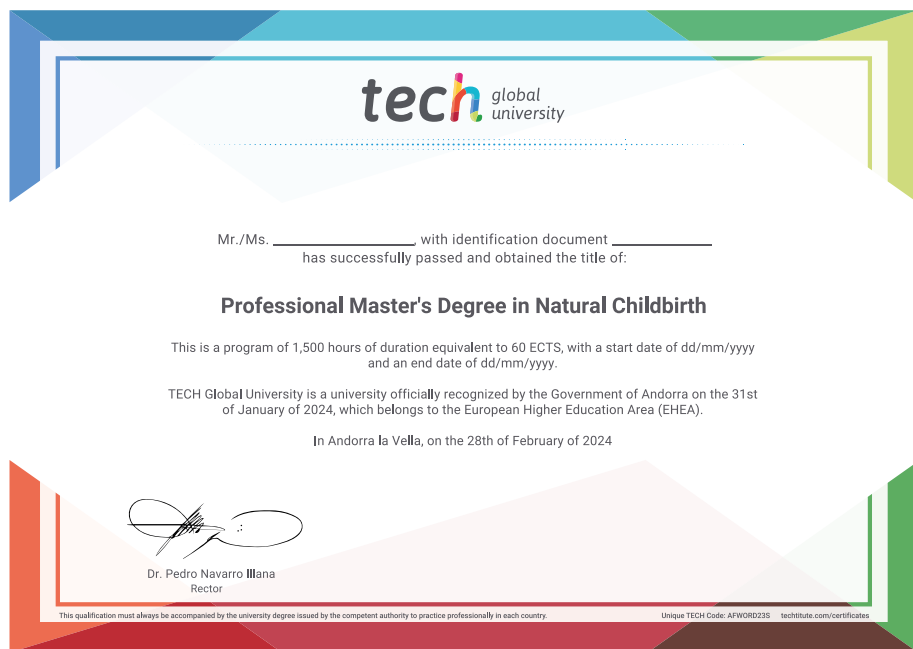 tech global
university
Mr./Ms. ________________, with identification document ____________
has successfully passed and obtained the title of:
Professional Master's Degree in Natural Childbirth
This is a program of 1,500 hours of duration equivalent to 60 ECTS, with a start date of dd/mm/yyyy
and an end date of dd/mm/yyyy.
TECH Global University is a university officially recognized by the Government of Andorra on the 31st
of January of 2024, which belongs to the European Higher Education Area (EHEA).
In Andorra la Vella, on the 28th of February of 2024
Dr. Pedro Navarro Illana
Rector
This qualification must always be accompanied by the university degree issued by the competent authority to practice professionally in each country.
Unique TECH Code: AFWORD23S techtitute.com/certificates